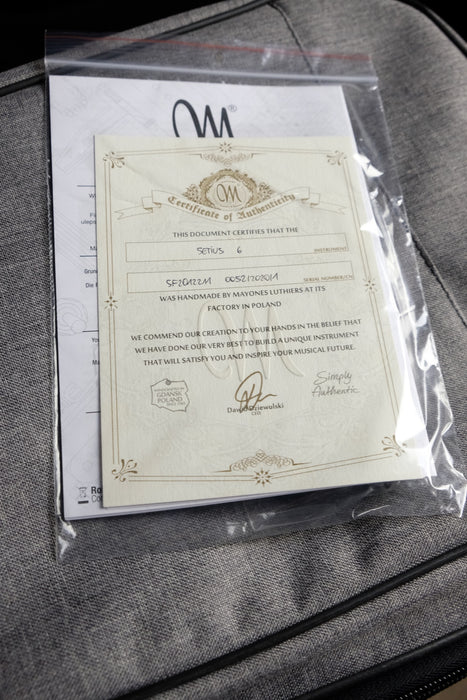 M®
M
Certificate of Authenticity
THIS DOCUMENT CERTIFIES THAT THE
SETIUS 6 INSTRUMENT
SERIAL NUMBER/CN
WAS HANDMADE BY MAYONES LUTHIERS AT ITS
FACTORY IN POLAND
WE COMMEND OUR CREATION TO YOUR HANDS IN THE BELIEF THAT
WE HAVE DONE OUR VERY BEST TO BUILD A UNIQUE INSTRUMENT
THAT WILL SATISFY YOU AND INSPIRE YOUR MUSICAL FUTURE.
GDAŃSK
POLAND
Simply
Authentic
Dawid Dziewulski
CEO